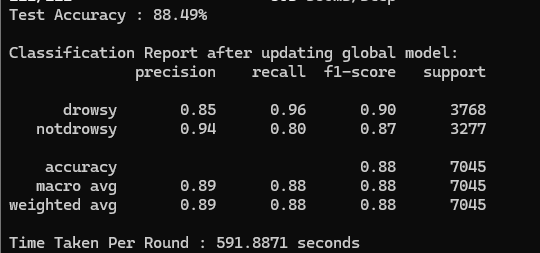 Test Accuracy : 88.49%
Classification Report after updating global model:
precision recall f1-score support
drowsy 0.85 0.96 0.90 3768
notdrowsy 0.94 0.80 0.87 3277
accuracy 0.88 7045
macro avg 0.89 0.88 0.88 7045
weighted avg 0.89 0.88 0.88 7045
Time Taken Per Round : 591.8871 seconds